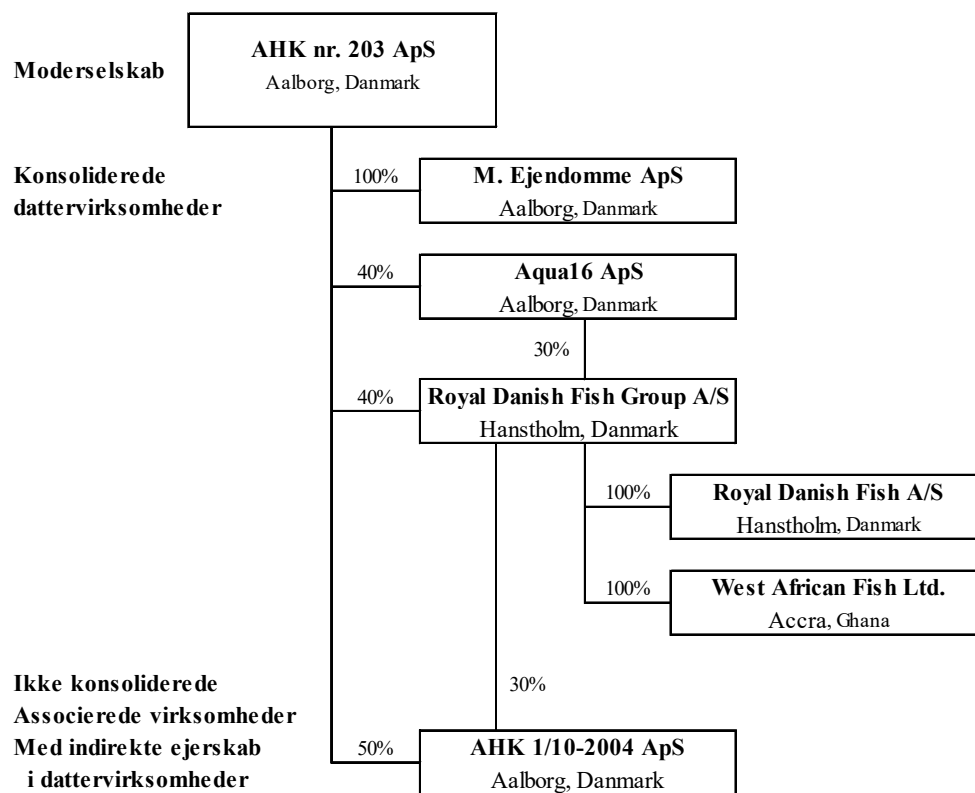 AHK nr. 203 ApS
Moderselskab
Aalborg, Danmark
Konsoliderede
dattervirksomheder
100%
M. Ejendomme ApS
Aalborg, Danmark
40%
Aqua16 ApS
Aalborg, Danmark
30%
40%
Royal Danish Fish Group A/S
Hanstholm, Danmark
100%
Royal Danish Fish A/S
Hanstholm, Danmark
100%
West African Fish Ltd.
Accra, Ghana
30%
Ikke konsoliderede
Associerede virksomheder
Med indirekte ejerskab
i dattervirksomheder
50%
AHK 1/10-2004 ApS
Aalborg, Danmark